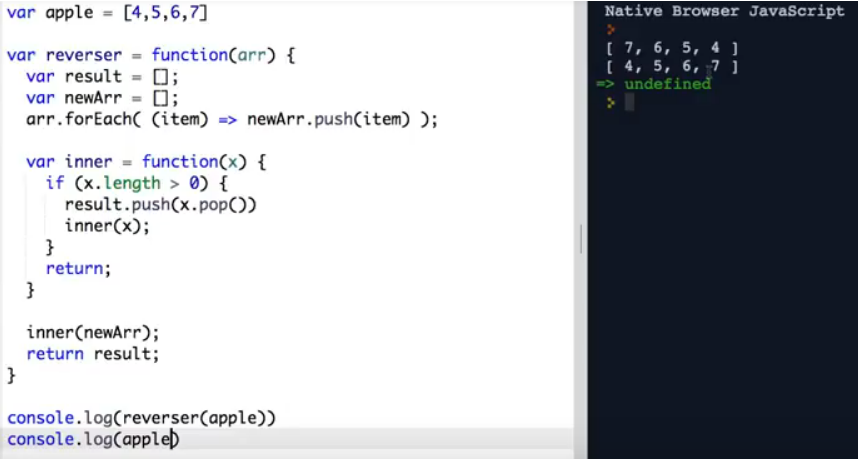 var apple = [4,5,6,7]
var reverser = function(arr) {
var result = [];
var newArr = [];
arr.forEach( (item) => newArr.push(item) );
var inner = function(x) {
if (x.length > 0) {
result.push(x.pop())
inner(x);
}
return;
}
inner(newArr);
return result;
}
console.log(reverser(apple))
console.log(apple)
Native Browser JavaScript
>
[ 7, 6, 5, 4 ]
[ 4, 5, 6, 7 ]
=> undefined
>